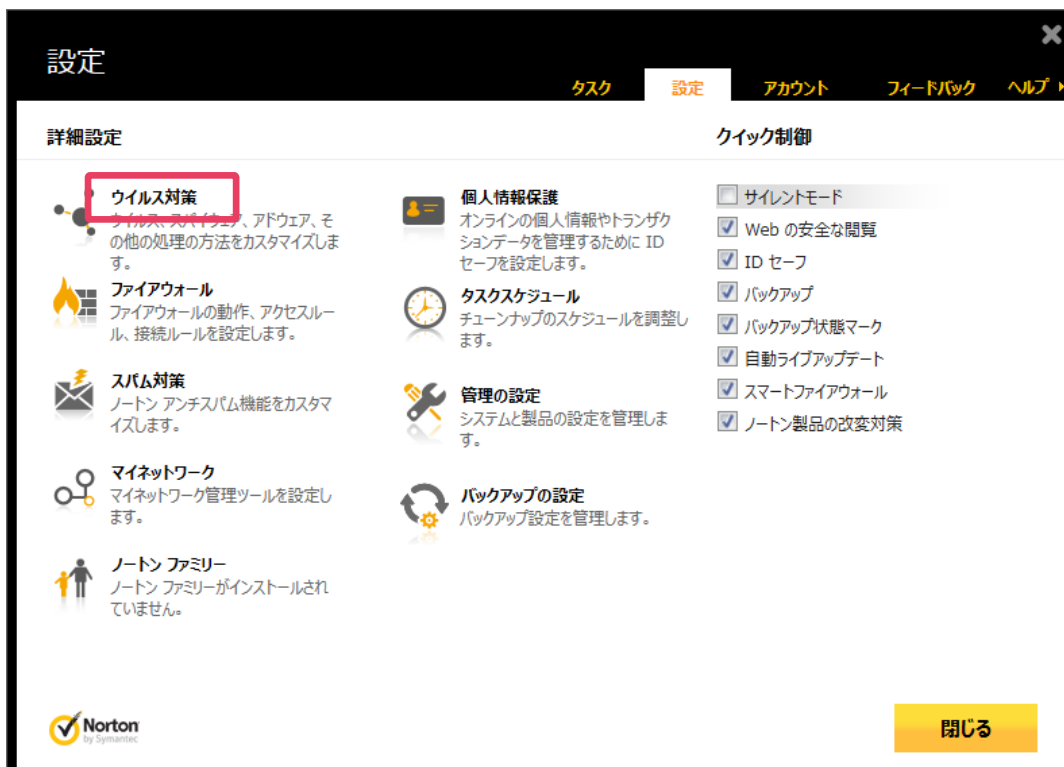 設定
タスク
設定
アカウント
フィードバック
ヘルプ
詳細設定
ウイルス対策
ウイルス、スパイウェア、アドウェア、そ
の他の処理の方法をカスタマイズしま
す。
ファイアウォール
ファイアウォールの動作、アクセスルー
ル、接続ルールを設定します。
スパム対策
ノートン アンチスパム機能をカスタマ
イズします。
マイネットワーク
マイネットワーク管理ツールを設定し
ます。
ノートン ファミリー
ノートン ファミリーがインストールされ
ていません。
個人情報保護
オンラインの個人情報やトランザク
ションデータを管理するために ID
セーフを設定します。
タスクスケジュール
チューンナップのスケジュールを調整し
ます。
管理の設定
システムと製品の設定を管理しま
す。
バックアップの設定
バックアップ設定を管理します。
クイック制御
サイレントモード
Web の安全な閲覧
ID セーフ
バックアップ
バックアップ状態マーク
自動ライブアップデート
スマートファイアウォール
ノートン製品の改変対策
Norton
by Symantec
閉じる